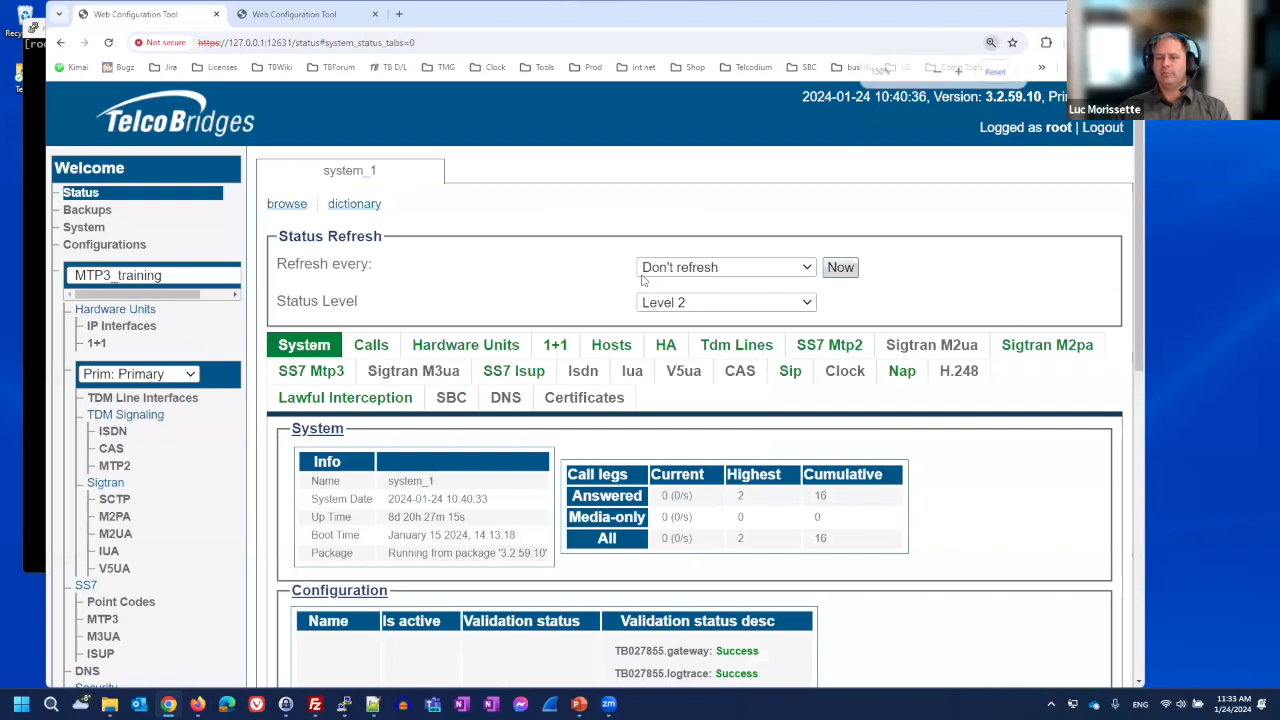 Web Configuration Tool
Web Configuration Tool
Not secure
https://127.0.0.1:12631/status#system_status_tabs=0
Kimai
Bugz
Jira
Licenses
TBWiki
TBForum
TB D/L
TMG
Clock
Prod
Shop
Telcodium
SBC
150%
Reset
TelcoBridges
2024-01-24 10:40:36, Version: 3.2.59.10,
Logged as root | Logout
Luc Morissette
Welcome
Status
Backups
System
Configurations
MTP3_training
Hardware Units
IP Interfaces
1+1
Prim: Primary
TDM Line Interfaces
TDM Signaling
ISDN
CAS
MTP2
Sigtran
SCTP
M2PA
M2UA
IUA
V5UA
SS7
Point Codes
MTP3
M3UA
ISUP
DNS
Security
system_1
browse
dictionary
Status Refresh
Refresh every:
Don't refresh
Now
Status Level
Level 2
System Calls Hardware Units 1+1 Hosts HA Tdm Lines SS7 Mtp2 Sigtran M2ua Sigtran M2pa
SS7 Mtp3 Sigtran M3ua SS7 Isup Isdn Iua V5ua CAS Sip Clock Nap H.248
Lawful Interception SBC DNS Certificates
System
Info
Name system_1
System Date 2024-01-24 10:40:33
Up Time 8d 20h 27m 15s
Boot Time January 15 2024, 14.13.18
Package Running from package '3.2.59.10'
Call legs Current Highest Cumulative
Answered 0 (0/s) 2 16
Media-only 0 (0/s) 0 0
All 0 (0/s) 2 16
Configuration
Name Is active Validation status Validation status desc
TB027855.gateway: Success
TB027855.logtrace: Success
ENG
11:33 AM
1/24/2024